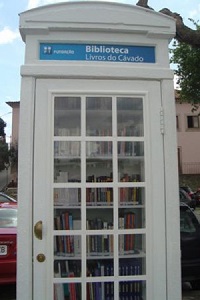 Biblioteca
FUNDAÇÃO Livros do Cávado